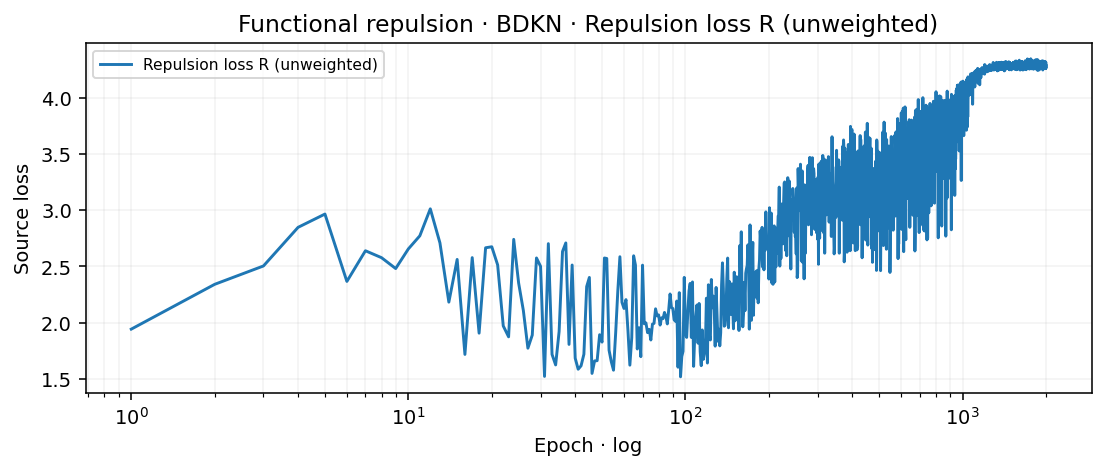 Functional repulsion · BDKN · Repulsion loss R (unweighted)
Repulsion loss R (unweighted)
Source loss
4.0
3.5
3.0
2.5
2.0
1.5
10⁰
10¹
10²
10³
Epoch · log